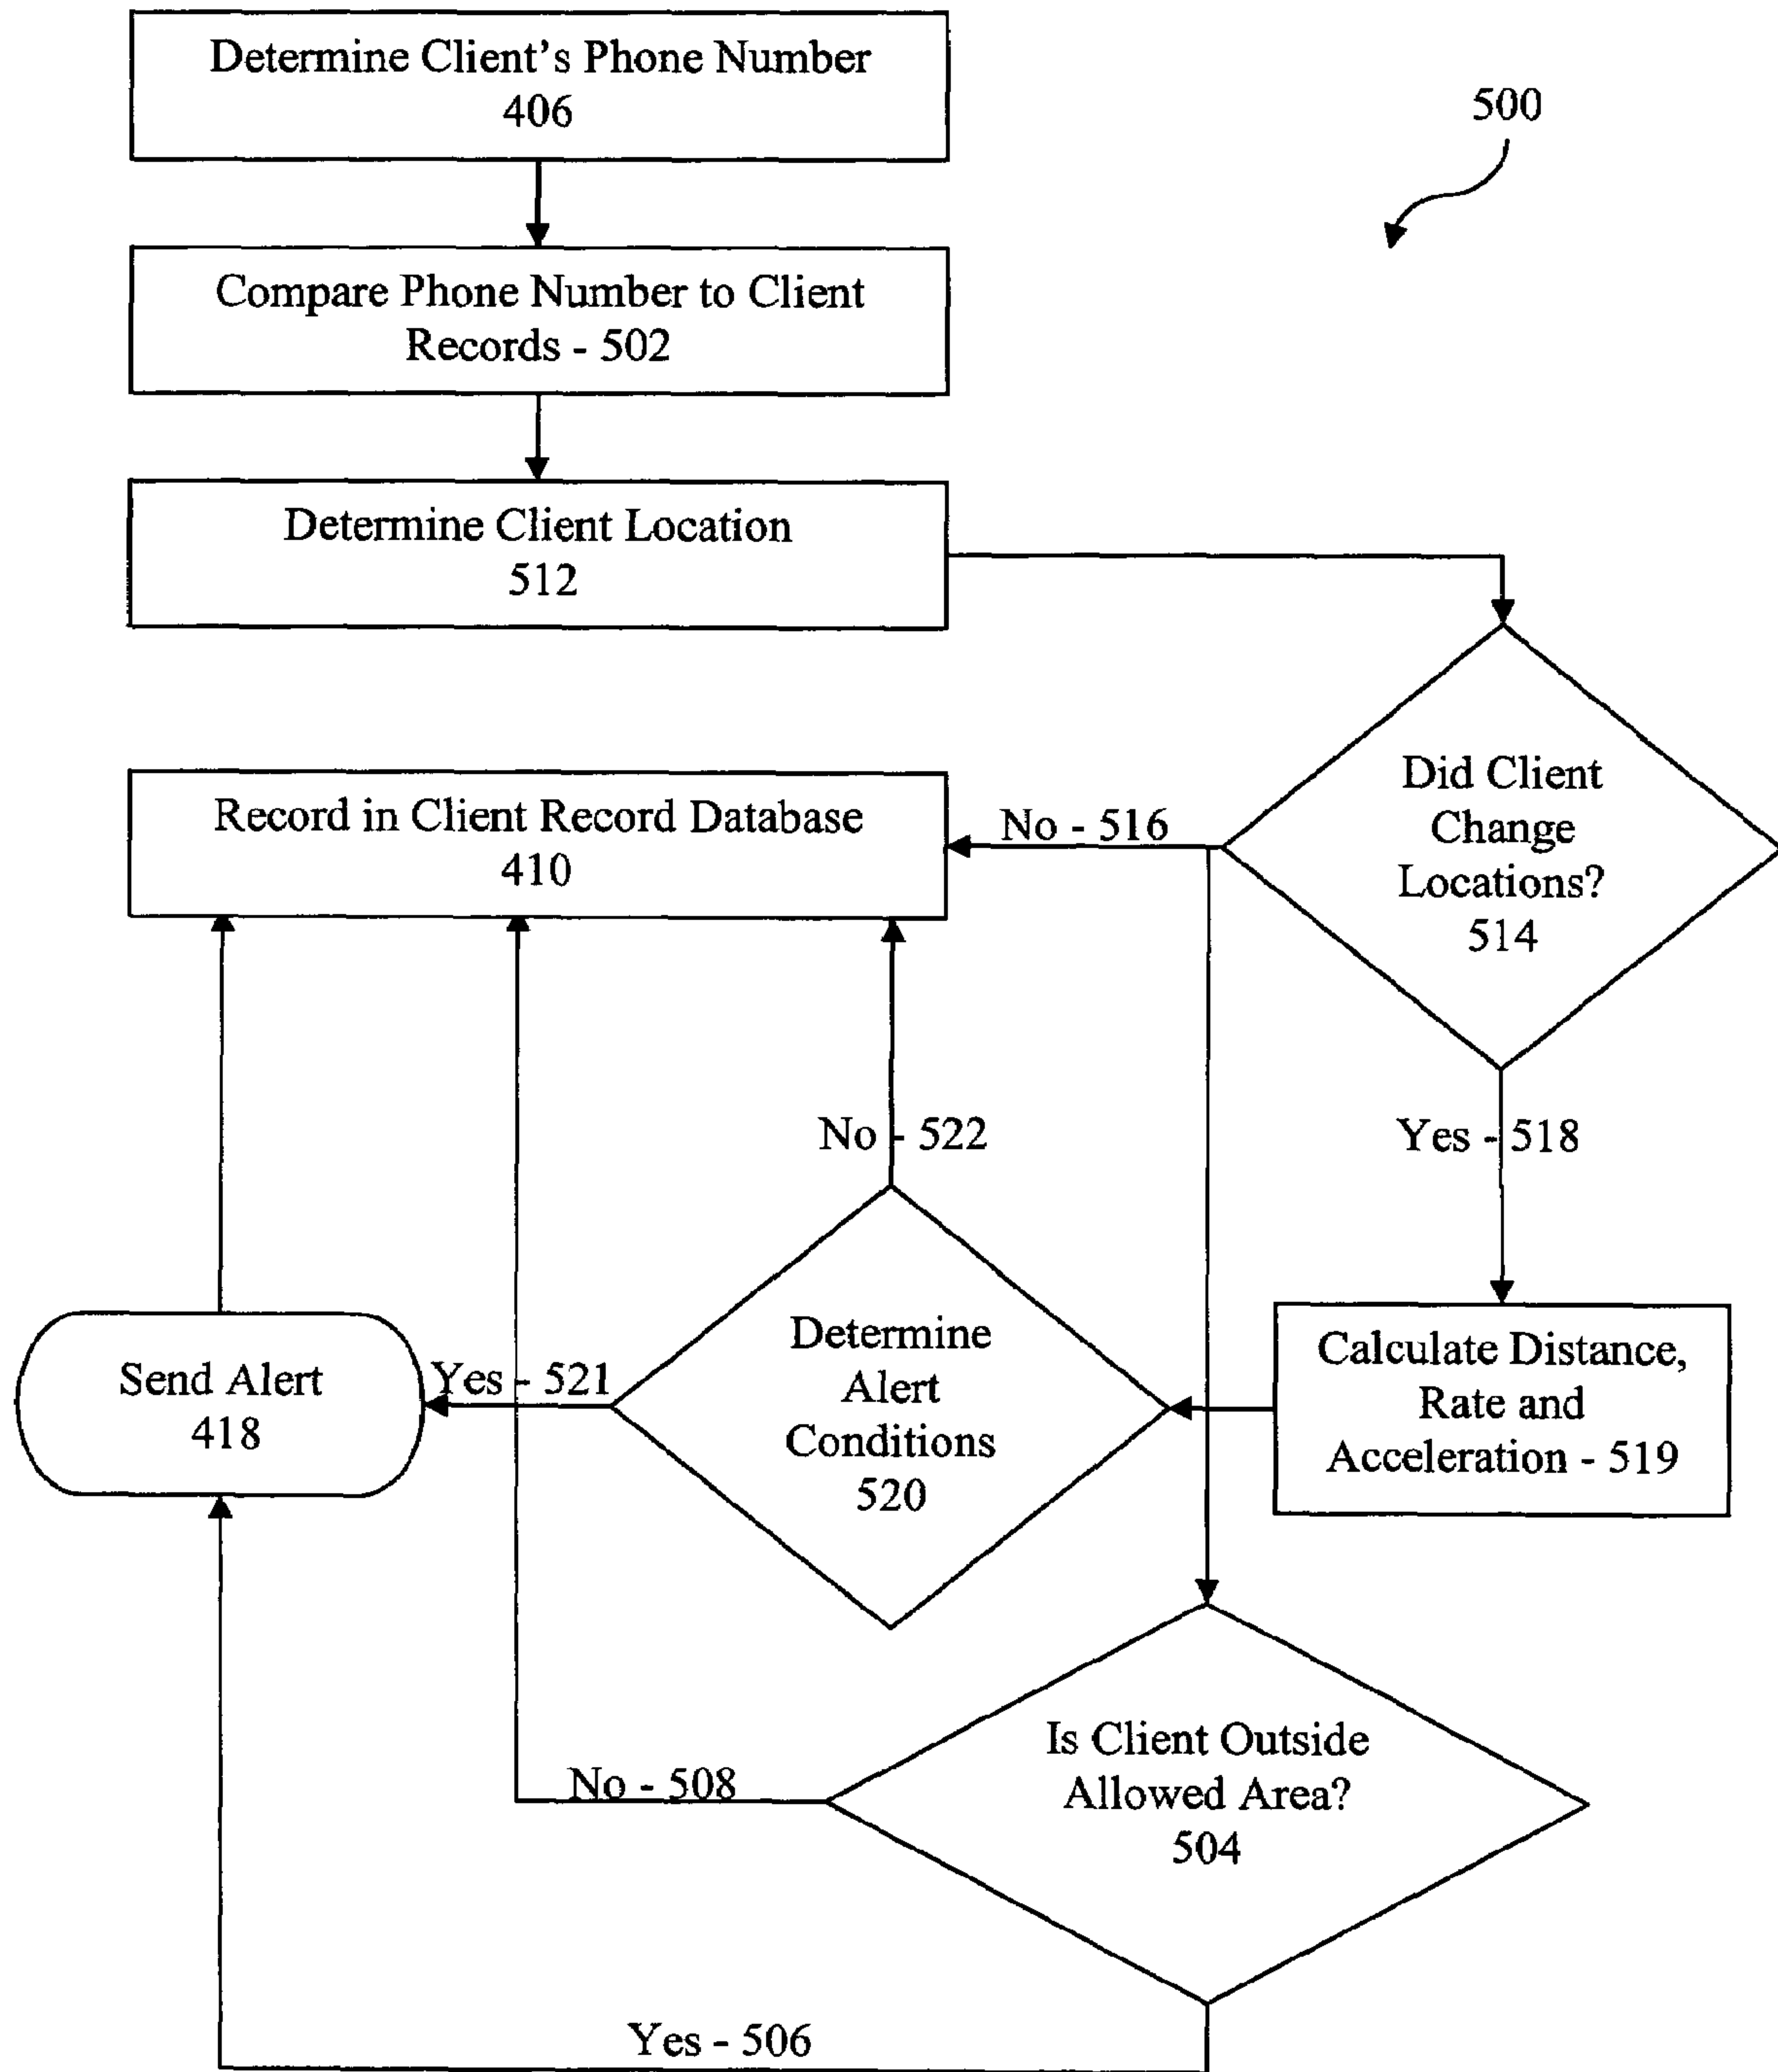 Determine Client's Phone Number
406
500
Compare Phone Number to Client
Records - 502
Determine Client Location
512
Did Client
Change
Locations?
514
No - 516
Record in Client Record Database
410
No - 522
Yes - 518
Determine
Alert
Conditions
520
Calculate Distance,
Rate and
Acceleration - 519
Send Alert
418
Yes - 521
Is Client Outside
Allowed Area?
504
No - 508
Yes - 506